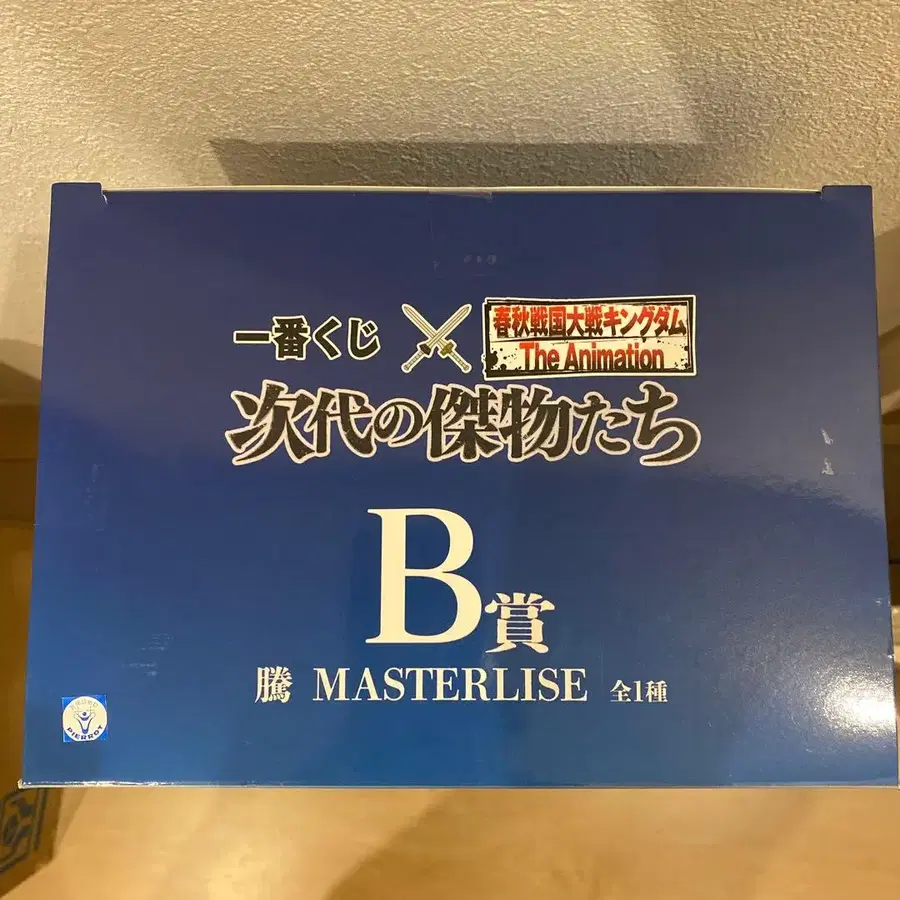 一番くじ
春秋戦国大戦キングダム
The Animation
次代の傑物たち
B賞
騰 MASTERLISE 全1種
PIERROT